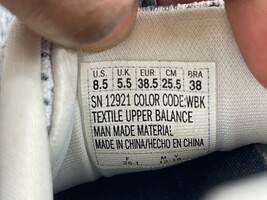 U.S. U.K EUR CM BRA
8.5 5.5 38.5 25.5 38
SN 12921 COLOR CODE:WBK
TEXTILE UPPER BALANCE
MAN MADE MATERIAL
MADE IN CHINA/HECHO EN CHINA